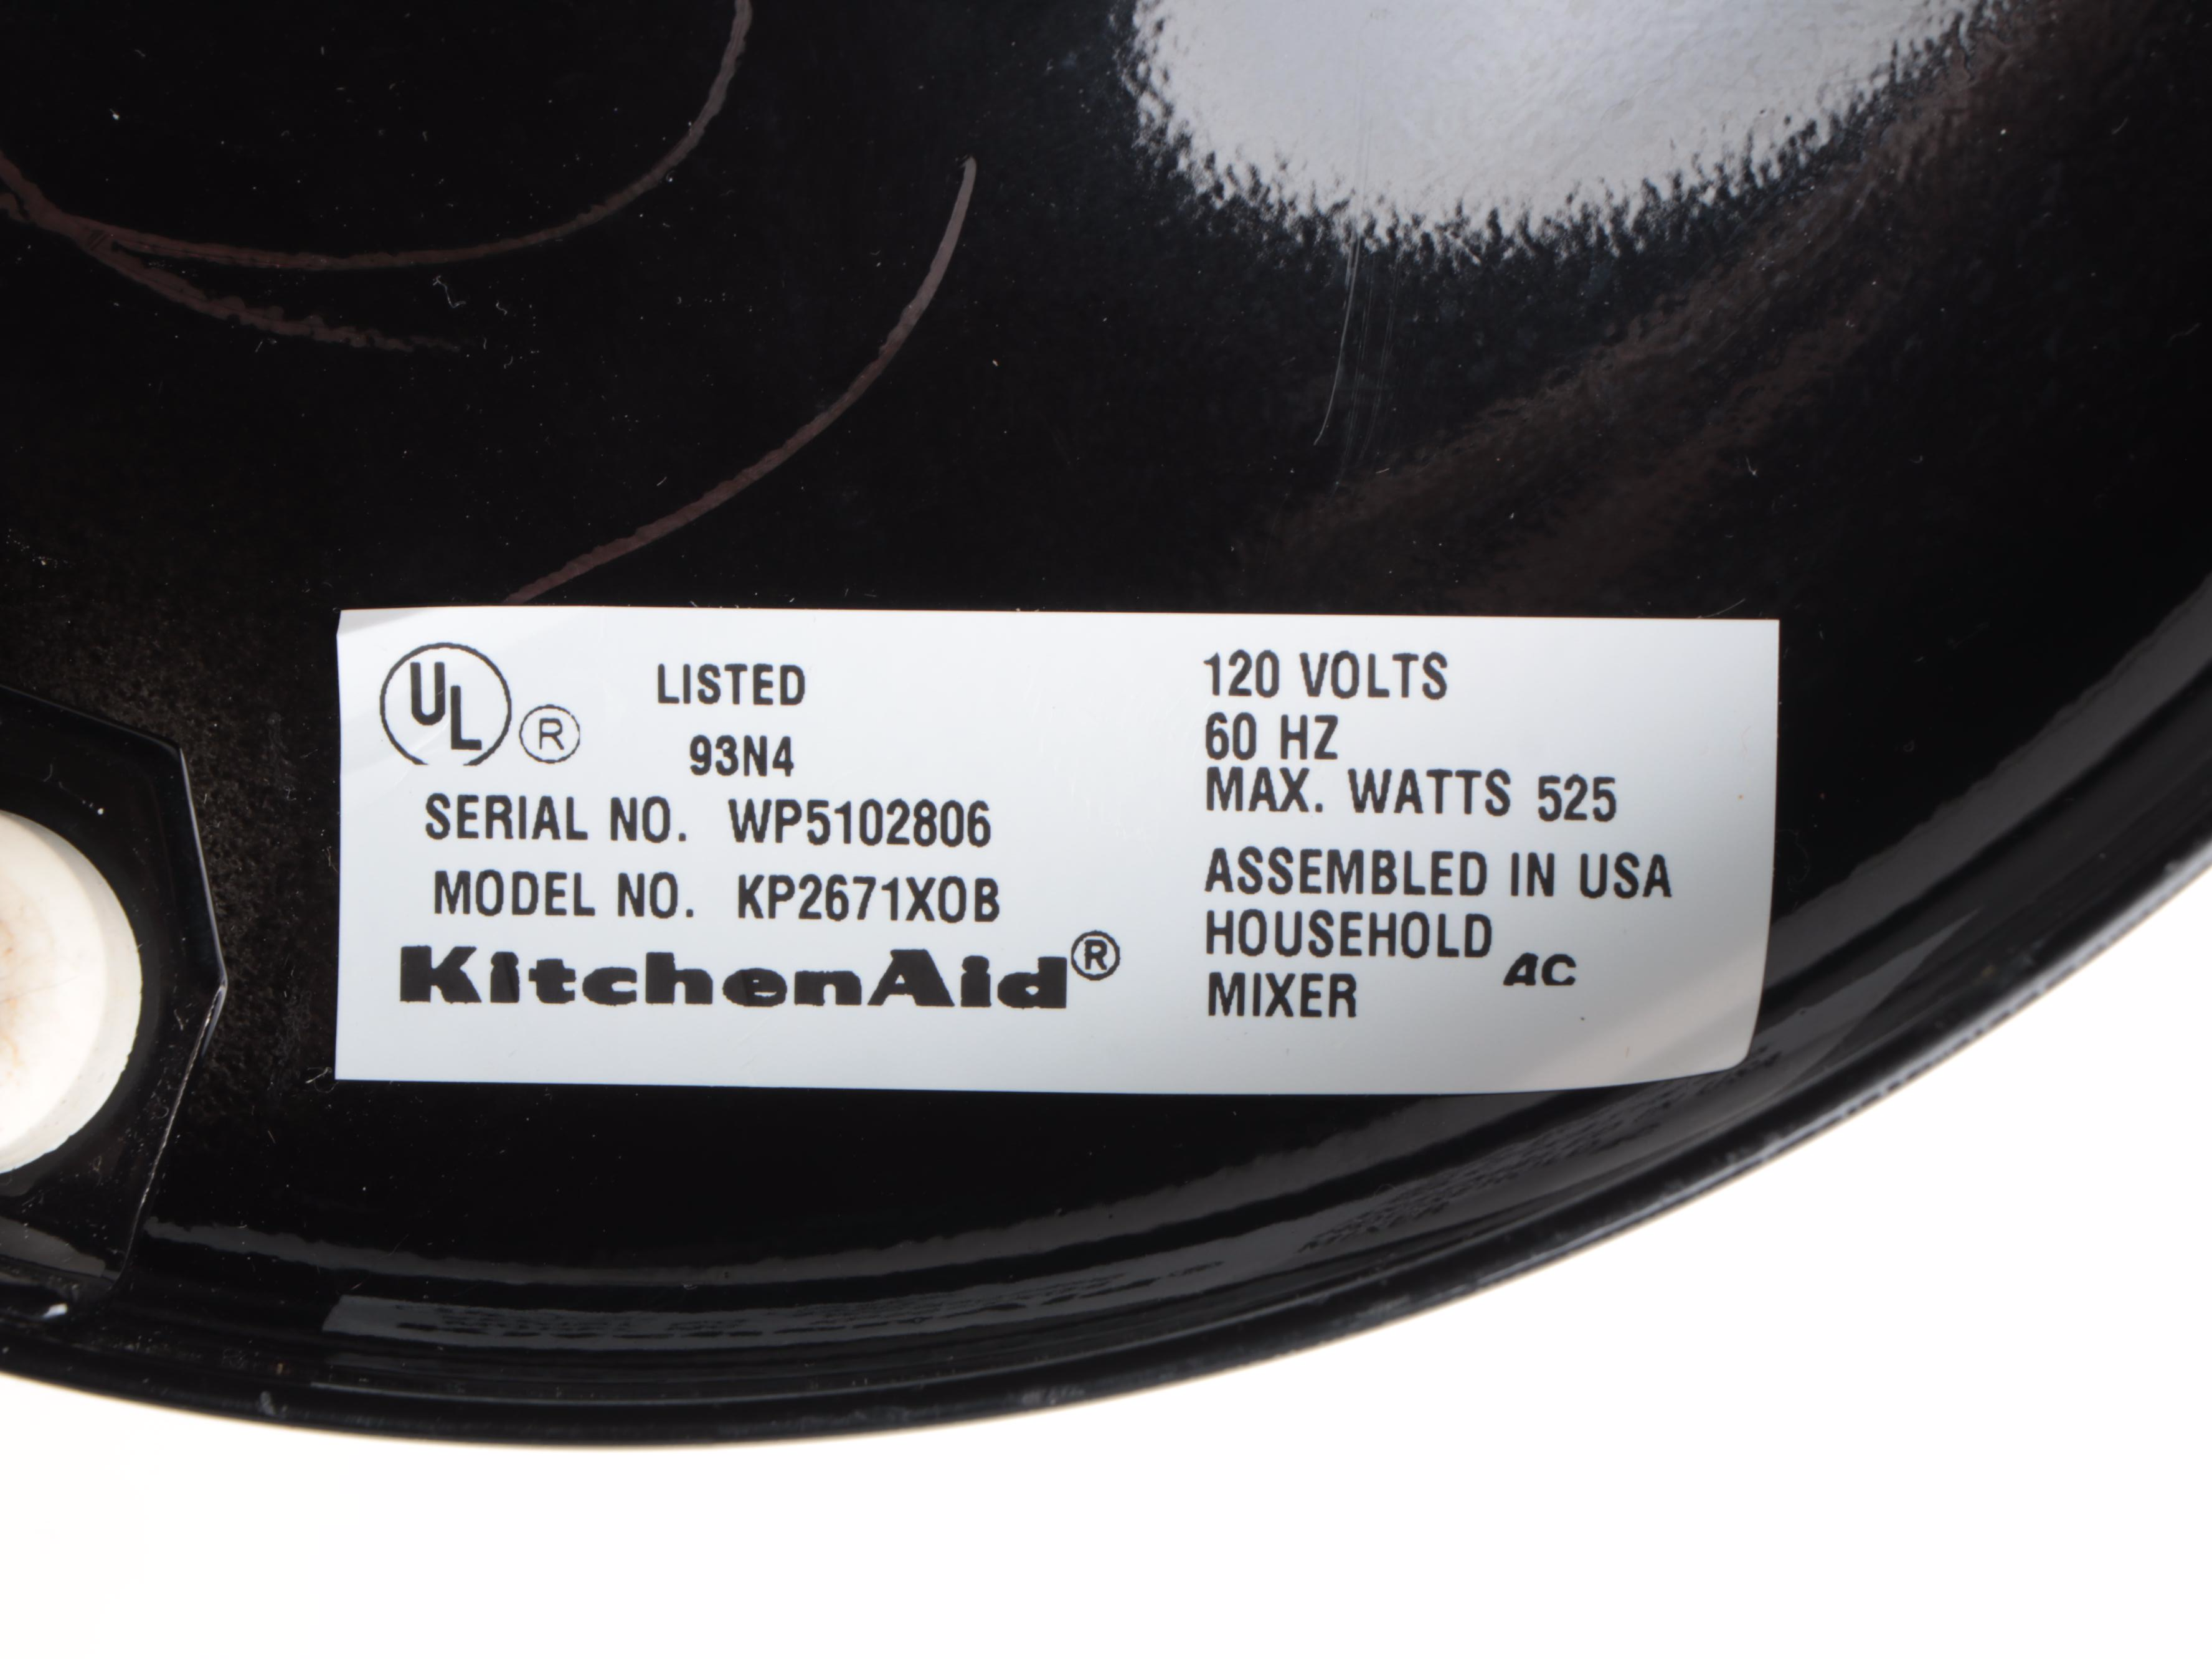 UL ® LISTED
93N4
SERIAL NO. WP5102806
MODEL NO. KP2671XOB
KitchenAid®
120 VOLTS
60 HZ
MAX. WATTS 525
ASSEMBLED IN USA
HOUSEHOLD
MIXER AC